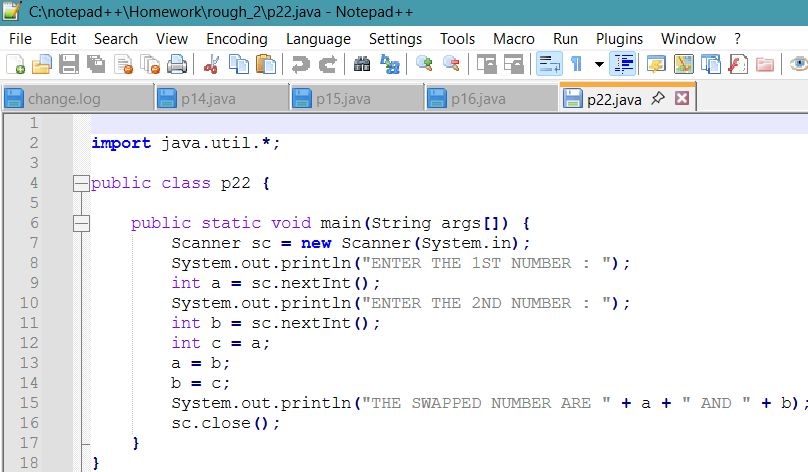 C:\notepad++\Homework\rough_2\p22.java - Notepad++
File Edit Search View Encoding Language Settings Tools Macro Run Plugins Window ?
change.log p14.java p15.java p16.java p22.java
1
2 import java.util.*;
3
4 public class p22 {
5
6 public static void main(String args[]) {
7 Scanner sc = new Scanner(System.in);
8 System.out.println("ENTER THE 1ST NUMBER : ");
9 int a = sc.nextInt();
10 System.out.println("ENTER THE 2ND NUMBER : ");
11 int b = sc.nextInt();
12 int c = a;
13 a = b;
14 b = c;
15 System.out.println("THE SWAPPED NUMBER ARE " + a + " AND " + b);
16 sc.close();
17 }
18 }